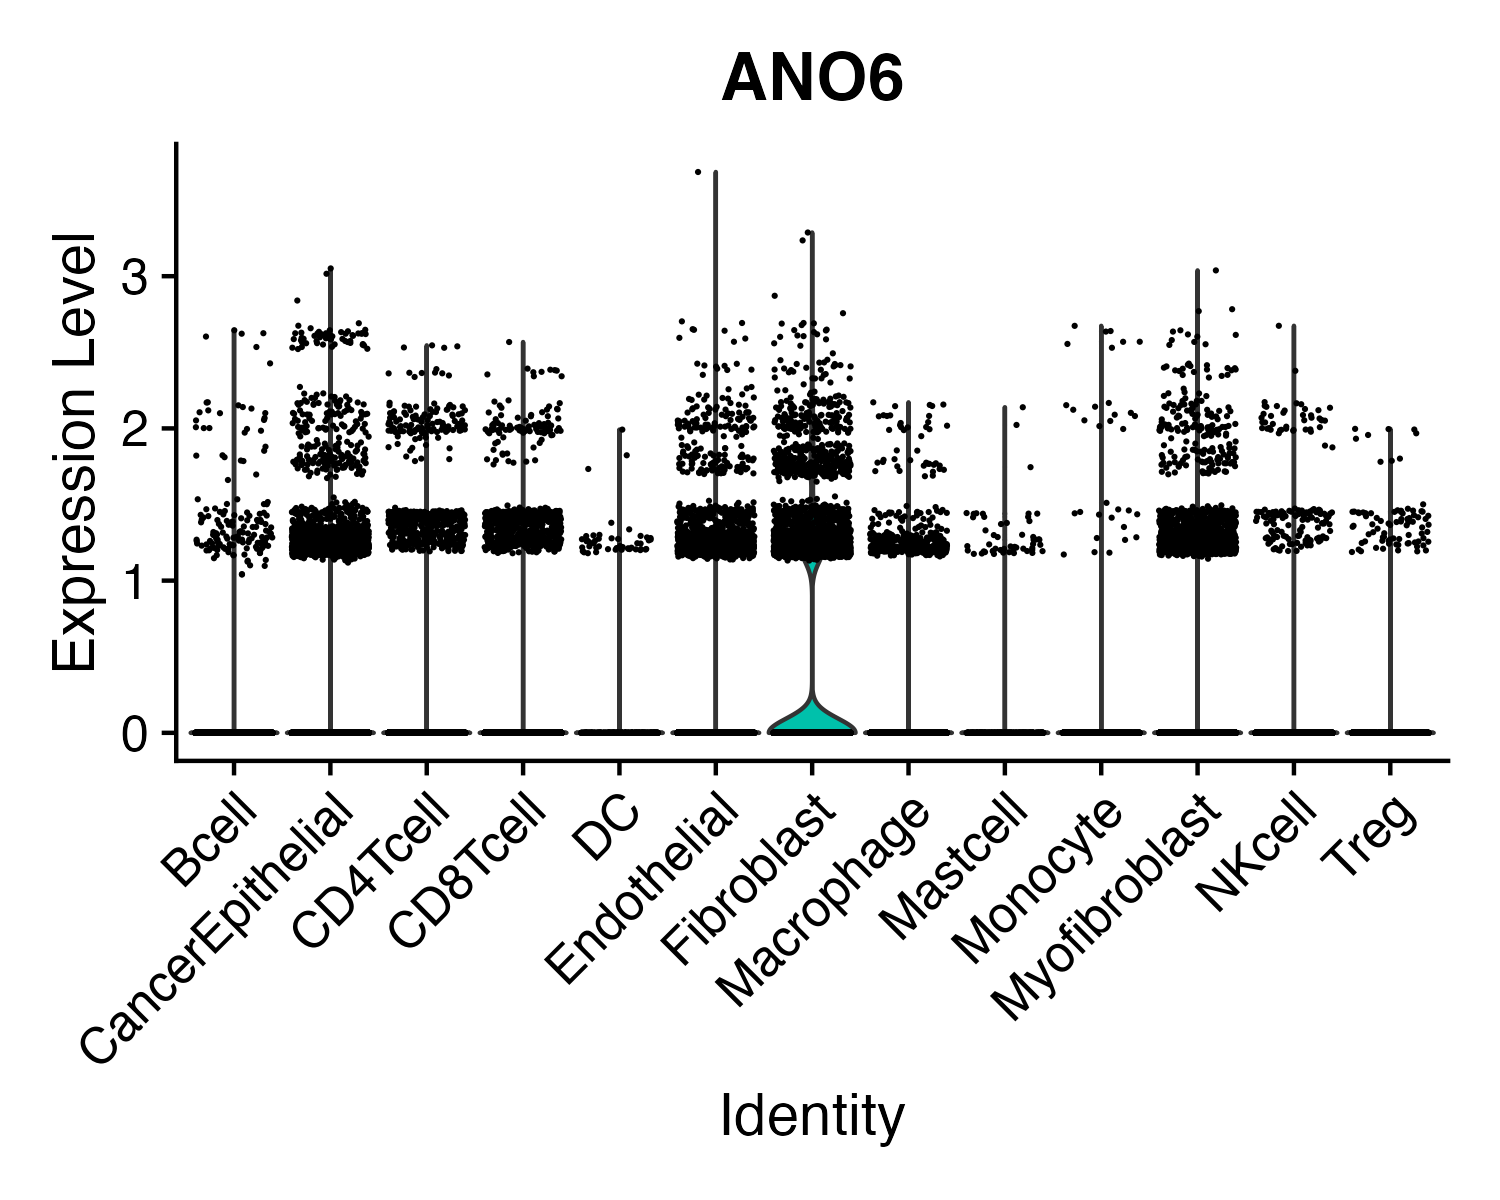 ANO6
Expression Level
3
2
1
0
Bcell
CancerEpithelial
CD4Tcell
CD8Tcell
DC
Endothelial
Fibroblast
Macrophage
Mastcell
Monocyte
Myofibroblast
NKcell
Treg
Identity